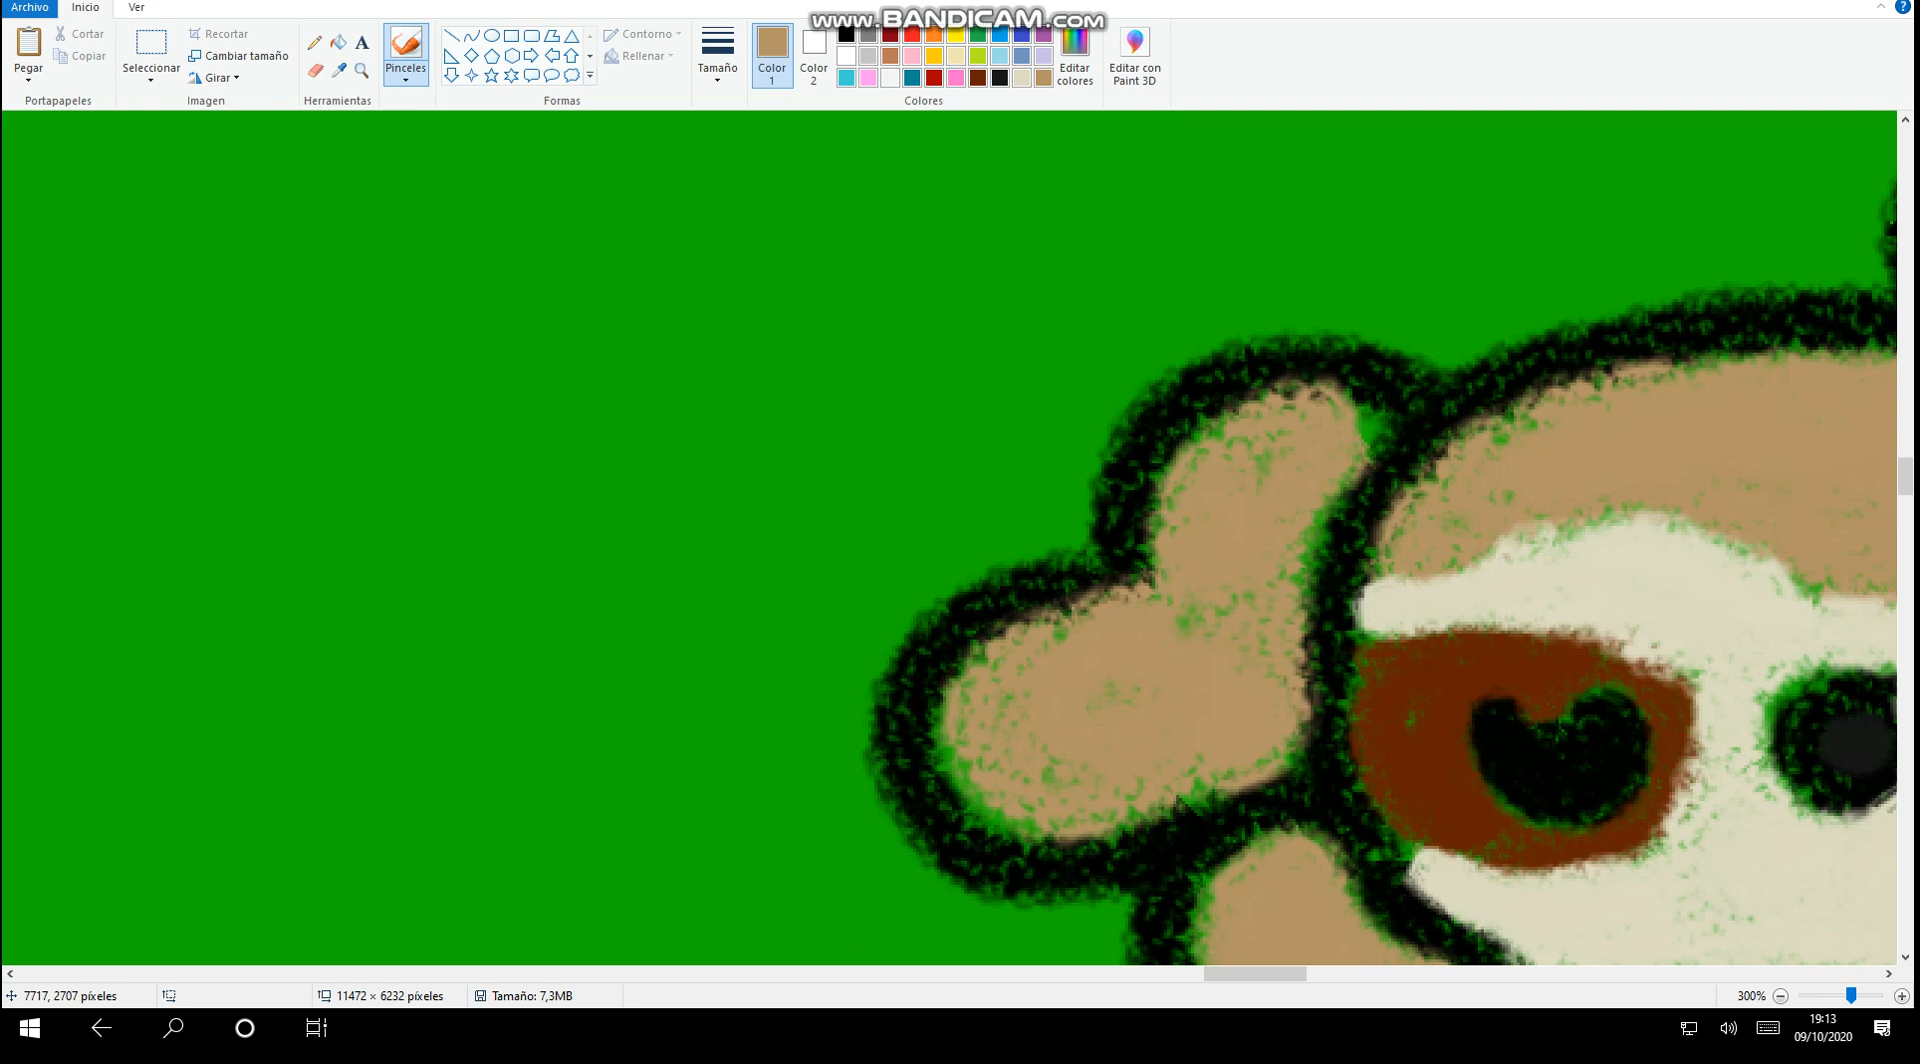 Archivo Inicio Ver
www.BANDICAM.com
Pegar
Cortar
Copiar
Portapapeles
Seleccionar
Recortar
Cambiar tamaño
Girar
Imagen
A
Herramientas
Pinceles
Formas
Contorno
Rellenar
Tamaño
Color 1
Color 2
Colores
Editar colores
Editar con Paint 3D
7717, 2707 píxeles
11472 × 6232 píxeles
Tamaño: 7,3MB
300%
19:13
09/10/2020